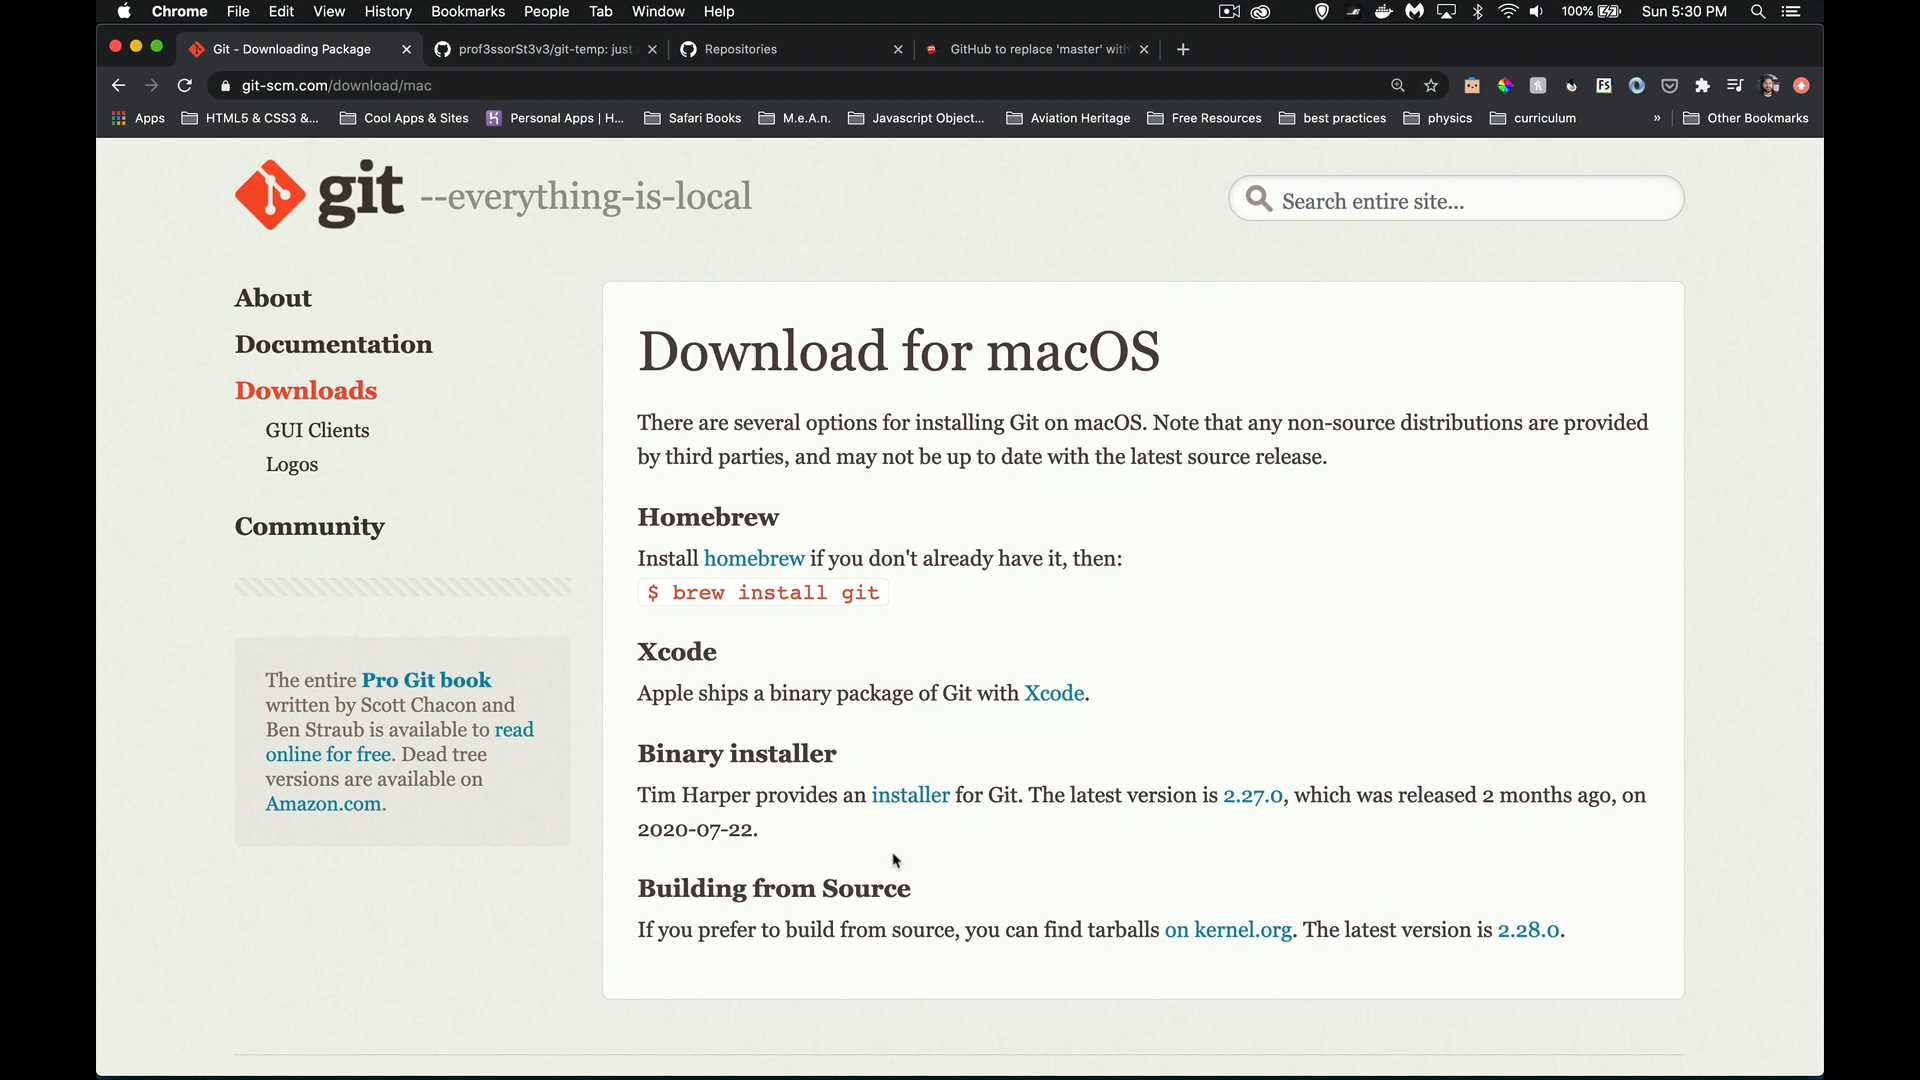 Chrome File Edit View History Bookmarks People Tab Window Help 100% Sun 5:30 PM
Git - Downloading Package prof3ssorSt3v3/git-temp: just Repositories GitHub to replace 'master' with
git-scm.com/download/mac
Apps HTML5 & CSS3 &... Cool Apps & Sites Personal Apps | H... Safari Books M.e.A.n. Javascript Object... Aviation Heritage Free Resources best practices physics curriculum » Other Bookmarks
git --everything-is-local
Search entire site...
About
Documentation
Downloads
GUI Clients
Logos
Community
The entire Pro Git book
written by Scott Chacon and
Ben Straub is available to read
online for free. Dead tree
versions are available on
Amazon.com.
Download for macOS
There are several options for installing Git on macOS. Note that any non-source distributions are provided
by third parties, and may not be up to date with the latest source release.
Homebrew
Install homebrew if you don't already have it, then:
$ brew install git
Xcode
Apple ships a binary package of Git with Xcode.
Binary installer
Tim Harper provides an installer for Git. The latest version is 2.27.0, which was released 2 months ago, on
2020-07-22.
Building from Source
If you prefer to build from source, you can find tarballs on kernel.org. The latest version is 2.28.0.